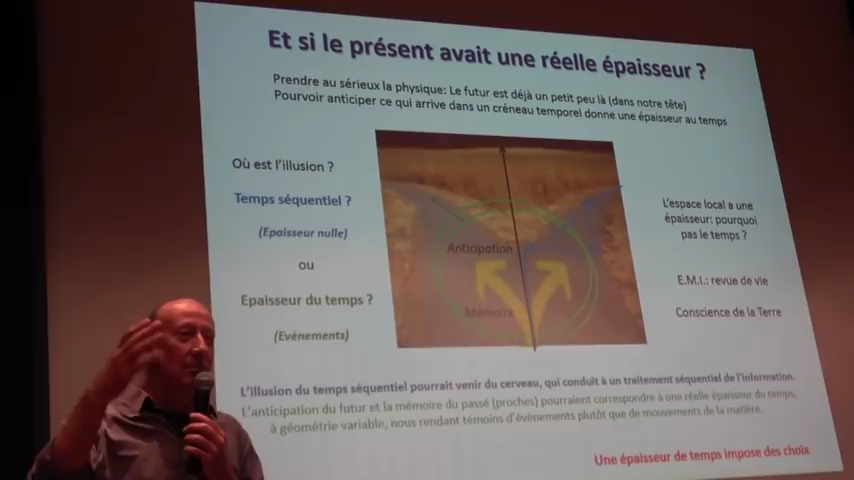 Et si le présent avait une réelle épaisseur ?
Prendre au sérieux la physique: Le futur est déjà un petit peu là (dans notre tête)
Pourvoir anticiper ce qui arrive dans un créneau temporel donne une épaisseur au temps
Où est l'illusion ?
Temps séquentiel ?
(Epaisseur nulle)
ou
Epaisseur du temps ?
(Evènements)
Anticipation
Mémoire
L'espace local a une
épaisseur: pourquoi
pas le temps ?
E.M.I.: revue de vie
Conscience de la Terre
L'illusion du temps séquentiel pourrait venir du cerveau, qui conduit à un traitement séquentiel de l'information.
L'anticipation du futur et la mémoire du passé (proches) pourraient correspondre à une réelle épaisseur du temps,
à géométrie variable, nous rendant témoins d'évènements plutôt que de mouvements de la matière.
Une épaisseur de temps impose des choix